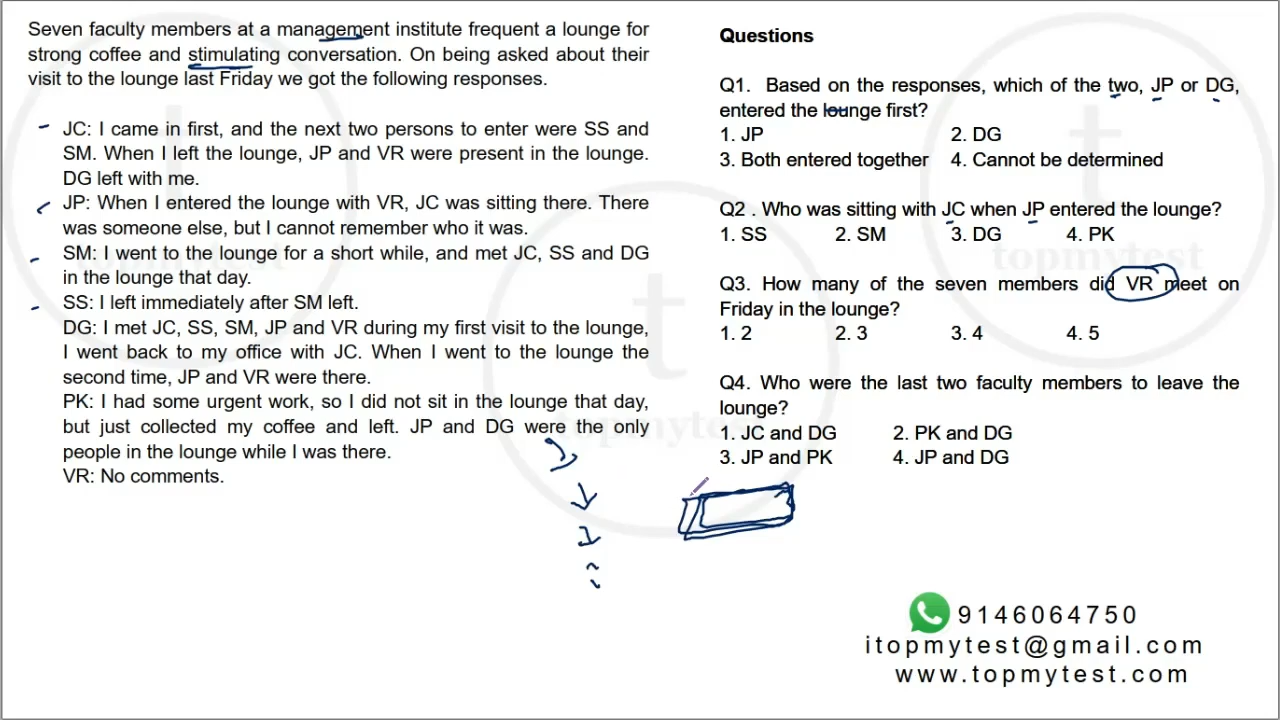 Seven faculty members at a management institute frequent a lounge for
strong coffee and stimulating conversation. On being asked about their
visit to the lounge last Friday we got the following responses.
JC: I came in first, and the next two persons to enter were SS and
SM. When I left the lounge, JP and VR were present in the lounge.
DG left with me.
JP: When I entered the lounge with VR, JC was sitting there. There
was someone else, but I cannot remember who it was.
SM: I went to the lounge for a short while, and met JC, SS and DG
in the lounge that day.
SS: I left immediately after SM left.
DG: I met JC, SS, SM, JP and VR during my first visit to the lounge,
I went back to my office with JC. When I went to the lounge the
second time, JP and VR were there.
PK: I had some urgent work, so I did not sit in the lounge that day,
but just collected my coffee and left. JP and DG were the only
people in the lounge while I was there.
VR: No comments.
Questions
Q1. Based on the responses, which of the two, JP or DG,
entered the lounge first?
1. JP 2. DG
3. Both entered together 4. Cannot be determined
Q2 . Who was sitting with JC when JP entered the lounge?
1. SS 2. SM 3. DG 4. PK
Q3. How many of the seven members did VR meet on
Friday in the lounge?
1. 2 2. 3 3. 4 4. 5
Q4. Who were the last two faculty members to leave the
lounge?
1. JC and DG 2. PK and DG
3. JP and PK 4. JP and DG
9146064750
itopmytest@gmail.com
www.topmytest.com
topmytest
topmytest
topmytest